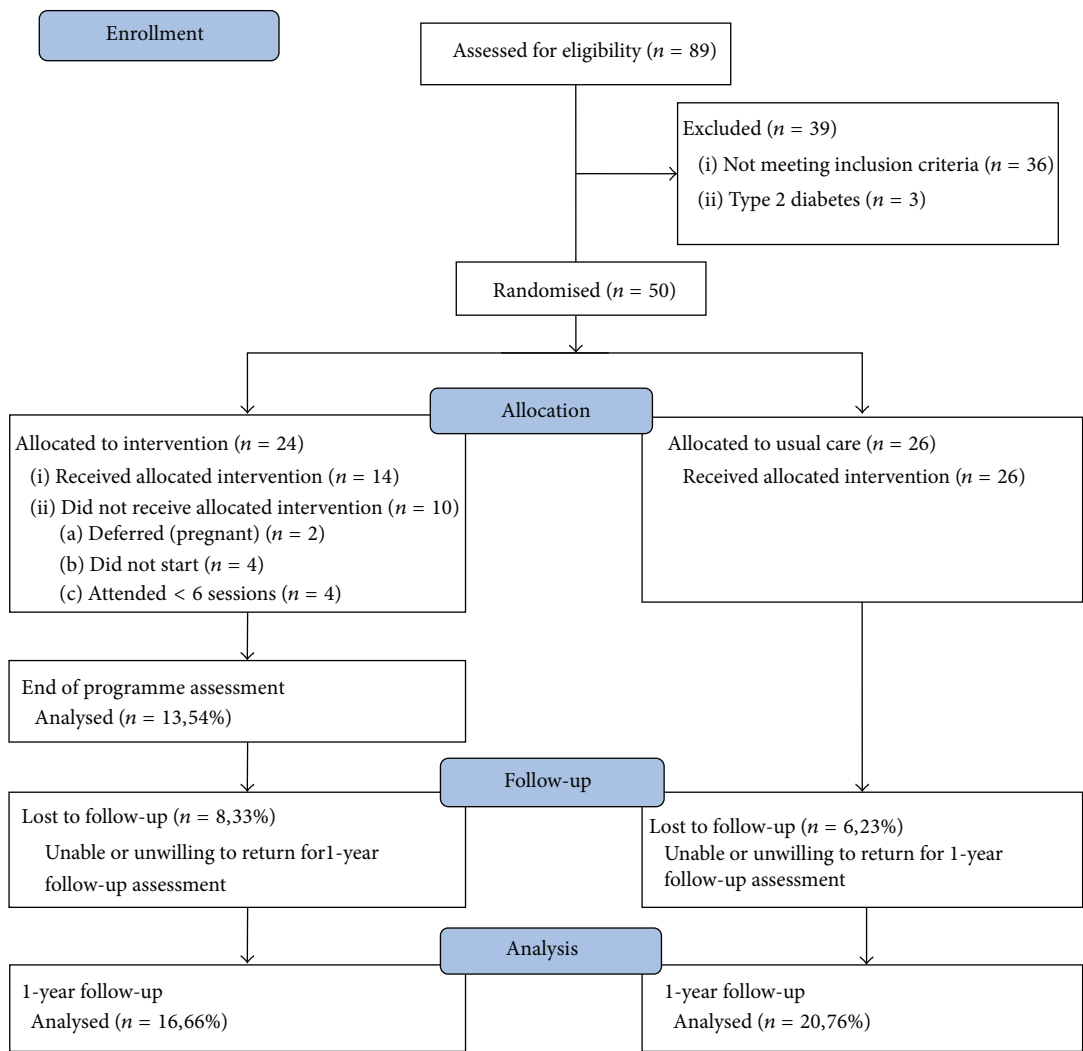 Enrollment
Assessed for eligibility (n = 89)
Excluded (n = 39)
(i) Not meeting inclusion criteria (n = 36)
(ii) Type 2 diabetes (n = 3)
Randomised (n = 50)
Allocation
Allocated to intervention (n = 24)
(i) Received allocated intervention (n = 14)
(ii) Did not receive allocated intervention (n = 10)
(a) Deferred (pregnant) (n = 2)
(b) Did not start (n = 4)
(c) Attended < 6 sessions (n = 4)
Allocated to usual care (n = 26)
Received allocated intervention (n = 26)
End of programme assessment
Analysed (n = 13,54%)
Follow-up
Lost to follow-up (n = 8,33%)
Unable or unwilling to return for1-year
follow-up assessment
Lost to follow-up (n = 6,23%)
Unable or unwilling to return for 1-year
follow-up assessment
Analysis
1-year follow-up
Analysed (n = 16,66%)
1-year follow-up
Analysed (n = 20,76%)